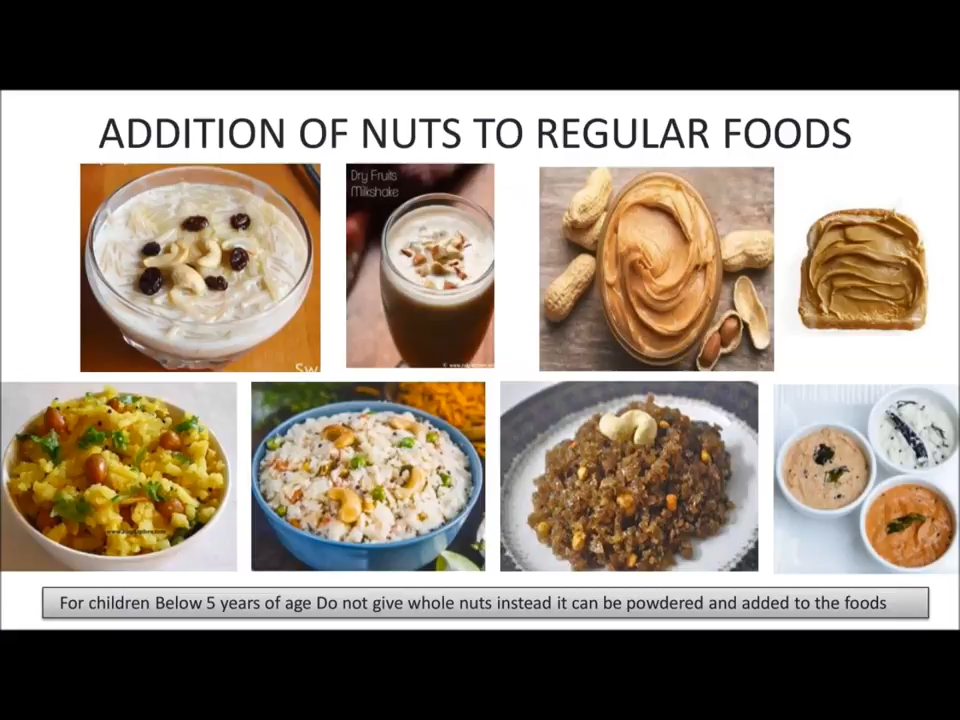 ADDITION OF NUTS TO REGULAR FOODS
Dry Fruits
Milkshake
Sw
For children Below 5 years of age Do not give whole nuts instead it can be powdered and added to the foods